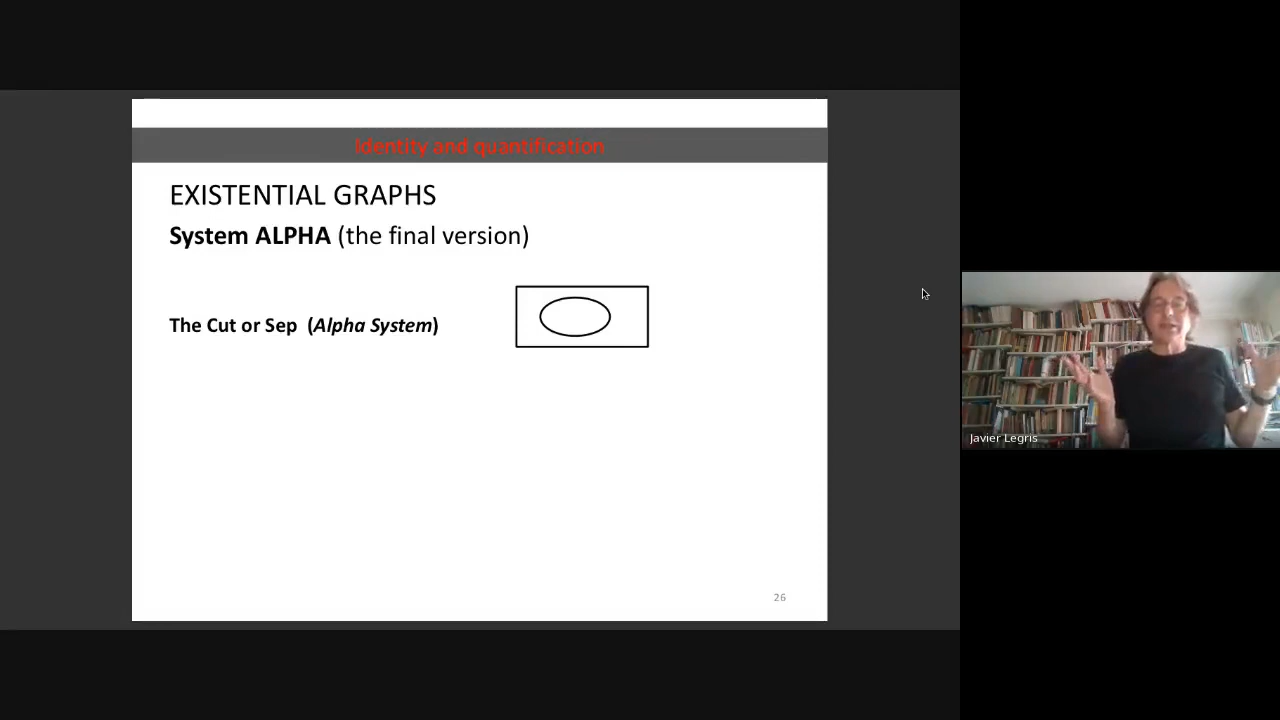 Identity and quantification
EXISTENTIAL GRAPHS
System ALPHA (the final version)
The Cut or Sep (Alpha System)
26
Javier Legris